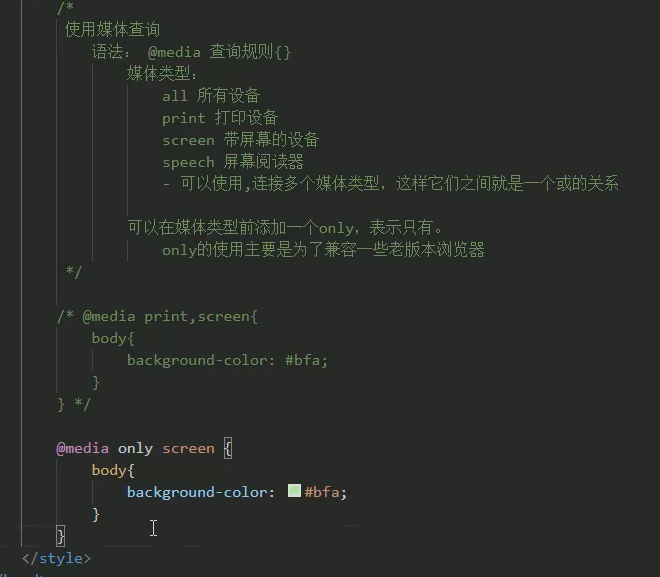 /*
使用媒体查询
语法： @media 查询规则{}
媒体类型：
all 所有设备
print 打印设备
screen 带屏幕的设备
speech 屏幕阅读器
- 可以使用,连接多个媒体类型，这样它们之间就是一个或的关系
可以在媒体类型前添加一个only，表示只有。
only的使用主要是为了兼容一些老版本浏览器
*/
/* @media print,screen{
body{
background-color: #bfa;
}
} */
@media only screen {
body{
background-color: #bfa;
}
}
</style>